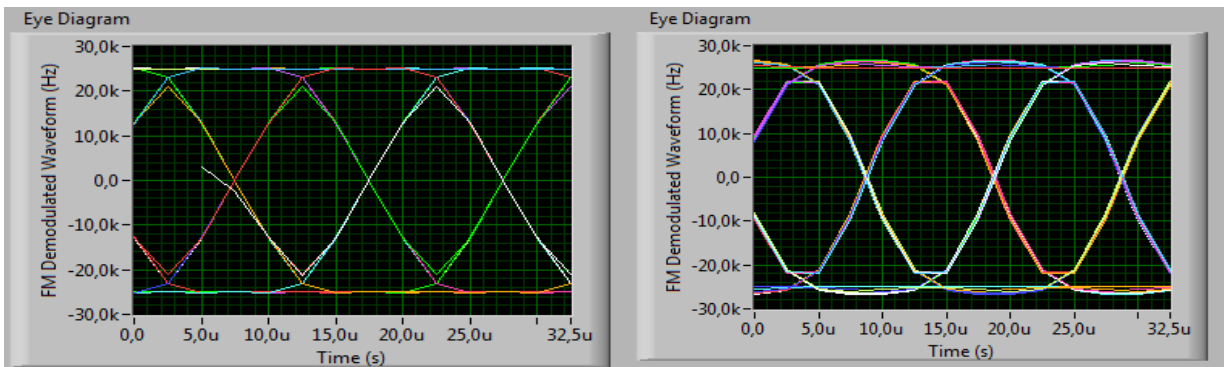 Eye Diagram
FM Demodulated Waveform (Hz)
30,0k
20,0k
10,0k
0,0
-10,0k
-20,0k
-30,0k
0,0 5,0u 10,0u 15,0u 20,0u 25,0u 32,5u
Time (s)
Eye Diagram
FM Demodulated Waveform (Hz)
30,0k
20,0k
10,0k
0,0
-10,0k
-20,0k
-30,0k
0,0 5,0u 10,0u 15,0u 20,0u 25,0u 32,5u
Time (s)